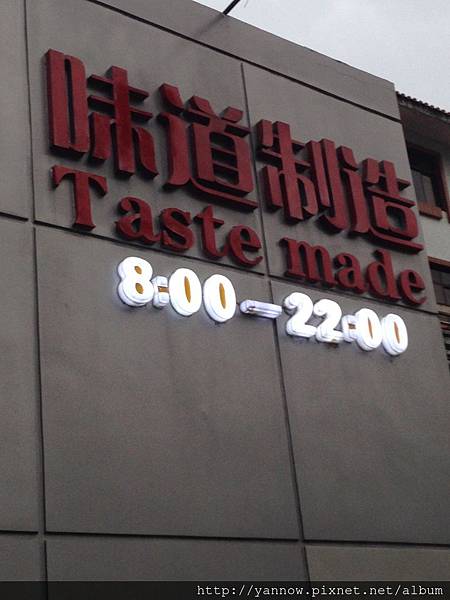 味道制造
Taste made
8:00-22:00
http://yannow.pixnet.net/album